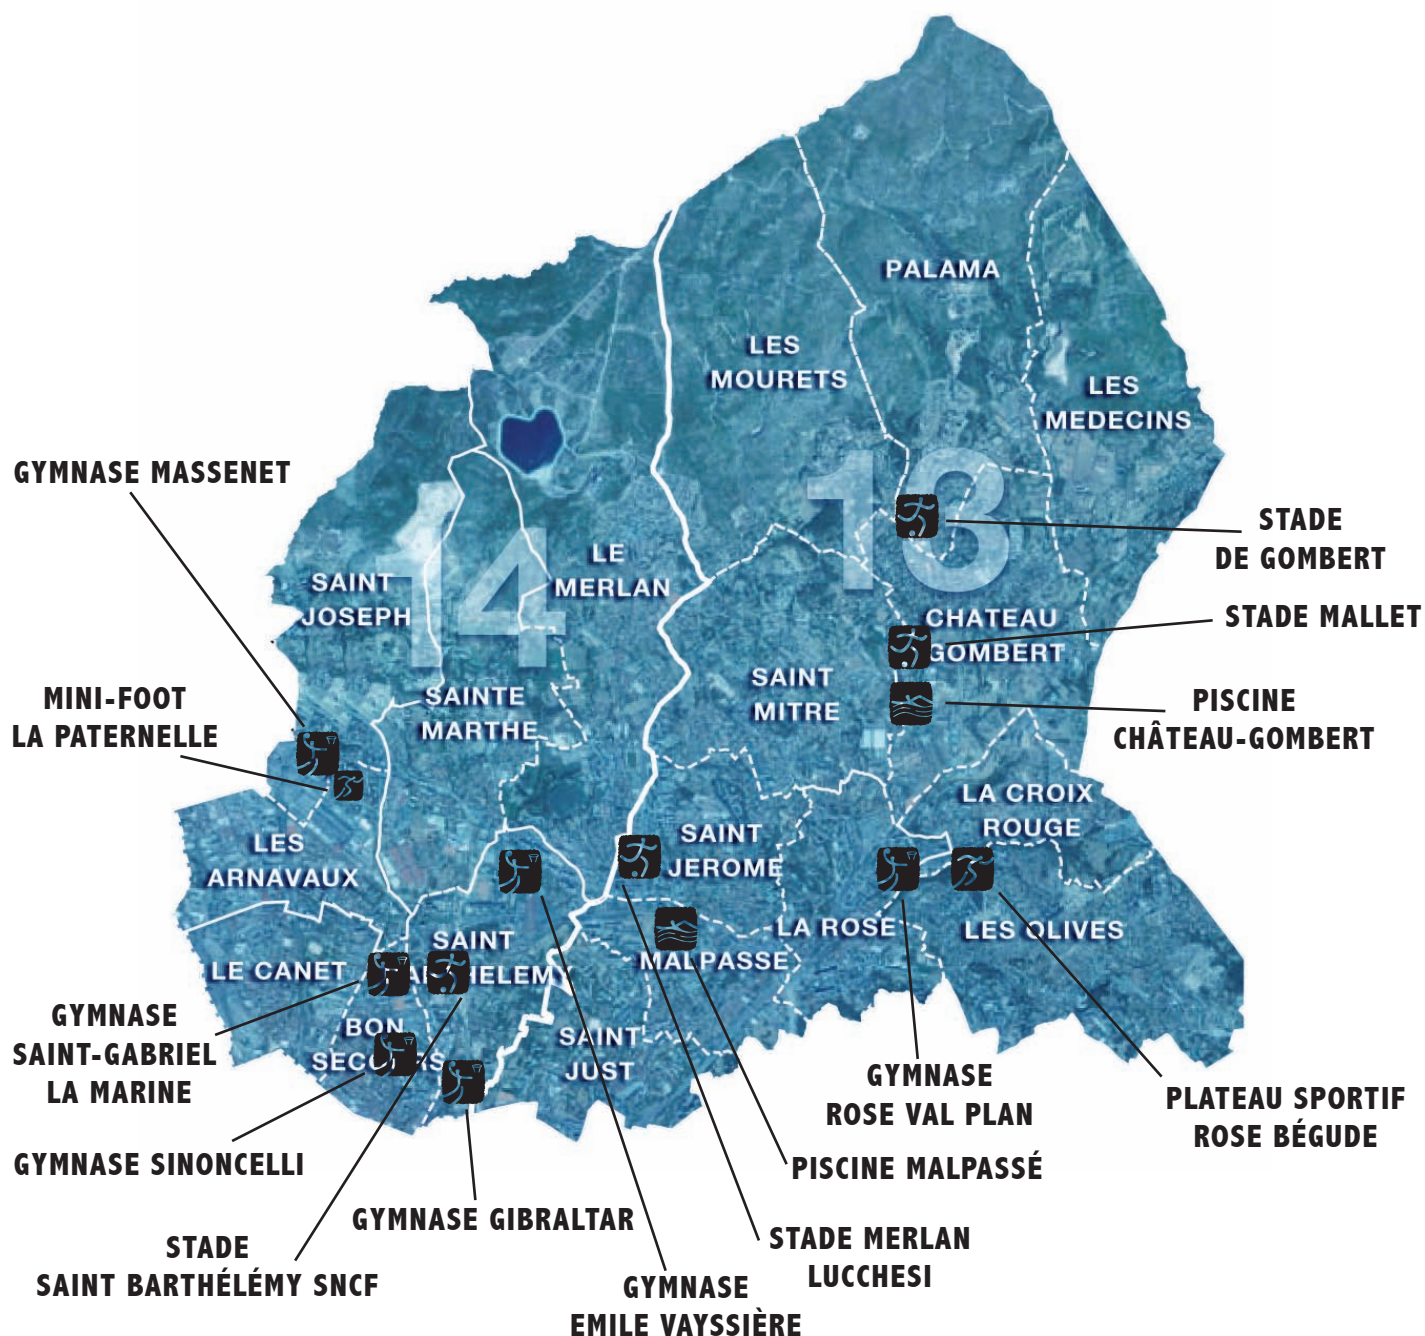 PALAMA
LES
MOURETS
LES
MEDECINS
13
GYMNASE MASSENET
STADE
DE GOMBERT
14
LE
MERLAN
SAINT
JOSEPH
CHATEAU
GOMBERT
STADE MALLET
SAINT
MITRE
SAINTE
MARTHE
MINI-FOOT
LA PATERNELLE
PISCINE
CHÂTEAU-GOMBERT
LA CROIX
ROUGE
SAINT
JEROME
LES
ARNAVAUX
LA ROSE
LES OLIVES
SAINT
MALPASSE
LE CANET
GYMNASE
SAINT-GABRIEL
LA MARINE
BON
SAINT
JUST
GYMNASE
ROSE VAL PLAN
PLATEAU SPORTIF
ROSE BÉGUDE
GYMNASE SINONCELLI
PISCINE MALPASSÉ
GYMNASE GIBRALTAR
STADE MERLAN
LUCCHESI
STADE
SAINT BARTHÉLÉMY SNCF
GYMNASE
EMILE VAYSSIÈRE